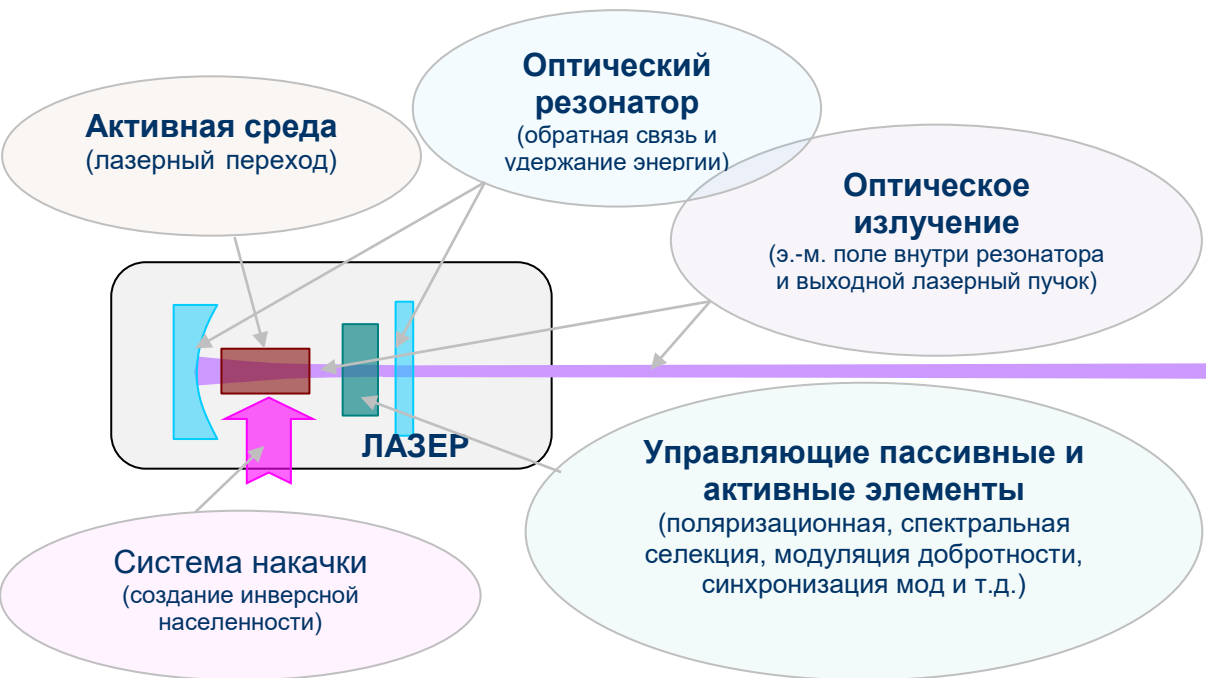 Оптический
резонатор
(обратная связь и
удержание энергии)
Активная среда
(лазерный переход)
Оптическое
излучение
(э.-м. поле внутри резонатора
и выходной лазерный пучок)
ЛАЗЕР
Управляющие пассивные и
активные элементы
(поляризационная, спектральная
селекция, модуляция добротности,
синхронизация мод и т.д.)
Система накачки
(создание инверсной
населенности)